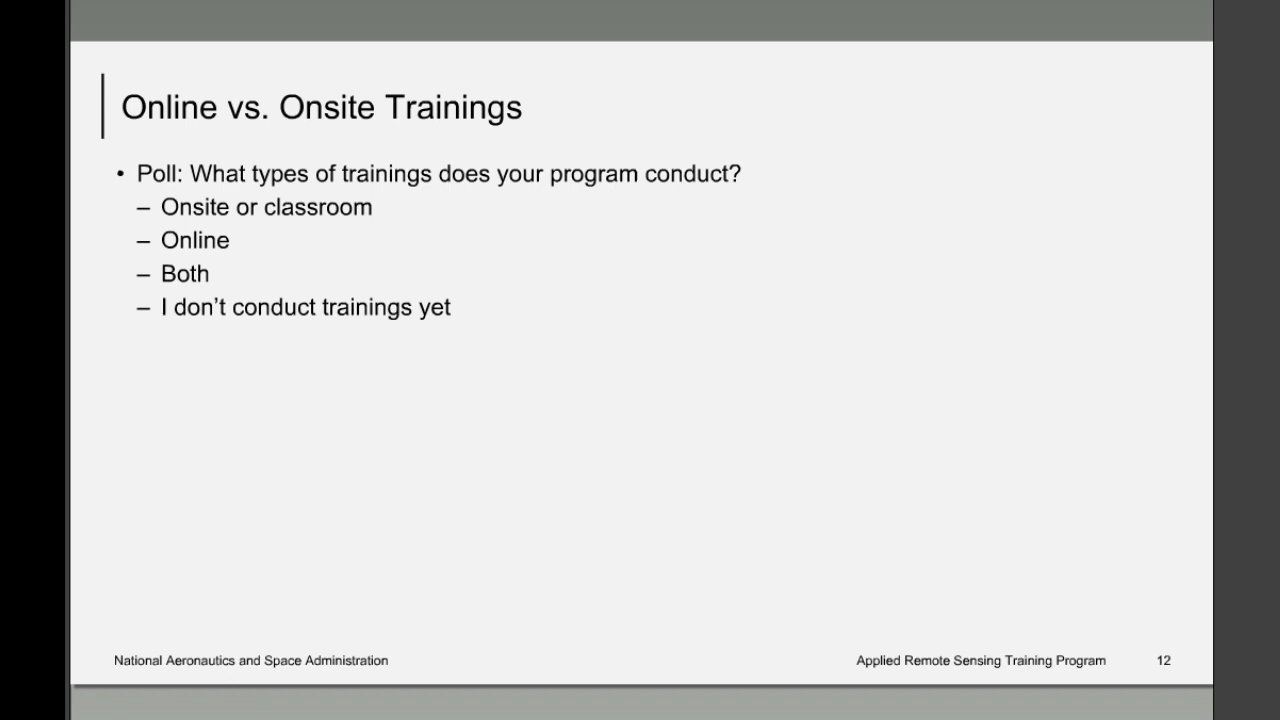 Online vs. Onsite Trainings
• Poll: What types of trainings does your program conduct?
– Onsite or classroom
– Online
– Both
– I don’t conduct trainings yet
National Aeronautics and Space Administration
Applied Remote Sensing Training Program 12